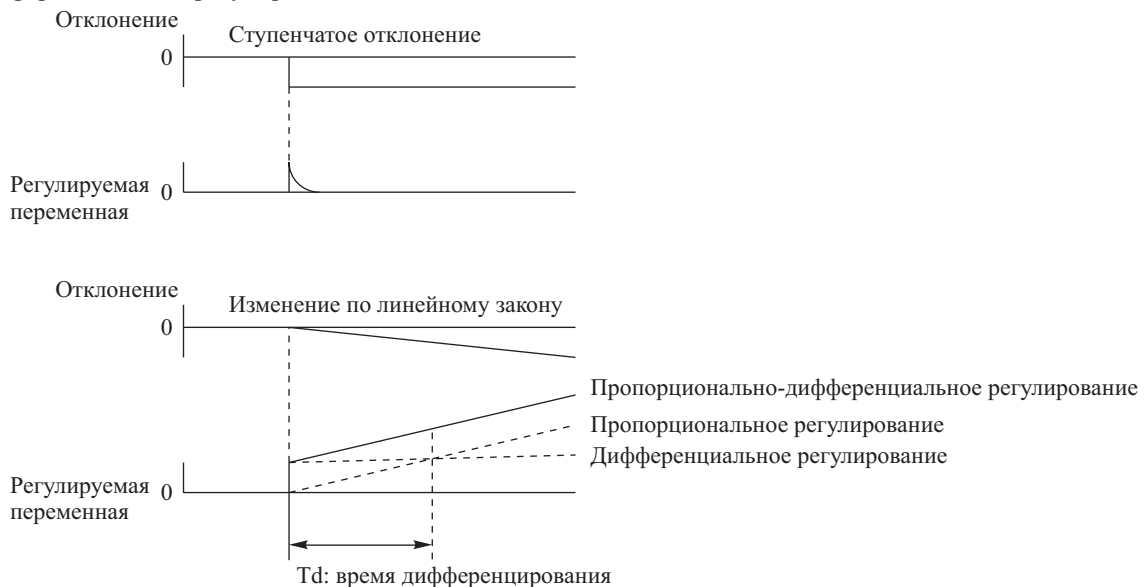 Отклонение
Ступенчатое отклонение
0
Регулируемая
переменная
0
Отклонение
Изменение по линейному закону
0
Пропорционально-дифференциальное регулирование
Пропорциональное регулирование
Дифференциальное регулирование
Регулируемая
переменная
0
Td: время дифференцирования